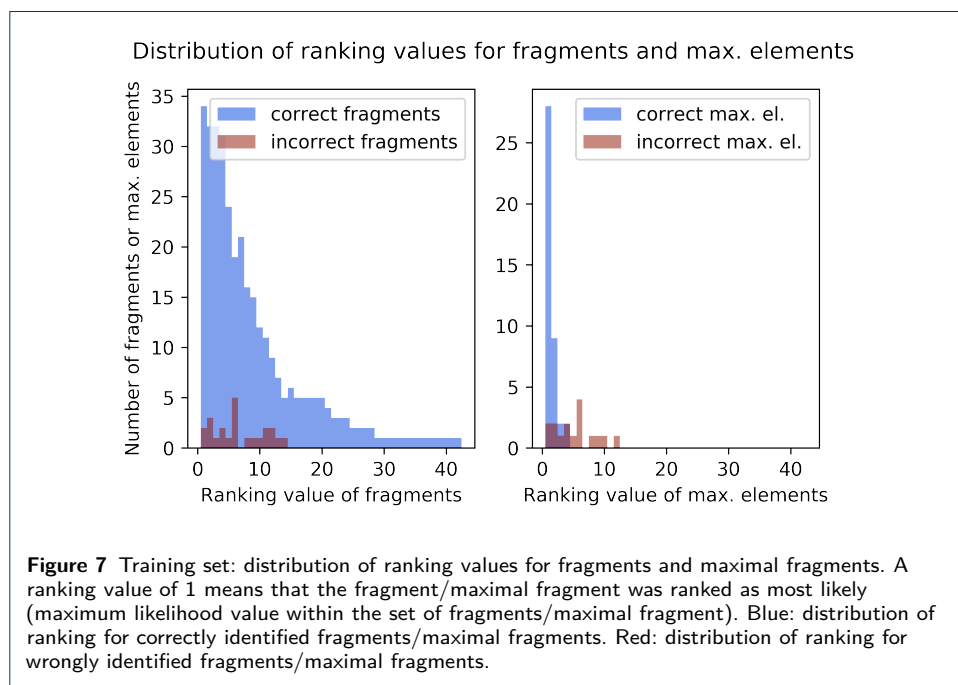 Distribution of ranking values for fragments and max. elements
Number of fragments or max. elements
35
30
25
20
15
10
5
0
correct fragments
incorrect fragments
0 10 20 30 40
Ranking value of fragments
25
20
15
10
5
0
correct max. el.
incorrect max. el.
0 10 20 30 40
Ranking value of max. elements
Figure 7 Training set: distribution of ranking values for fragments and maximal fragments. A
ranking value of 1 means that the fragment/maximal fragment was ranked as most likely
(maximum likelihood value within the set of fragments/maximal fragment). Blue: distribution of
ranking for correctly identified fragments/maximal fragments. Red: distribution of ranking for
wrongly identified fragments/maximal fragments.